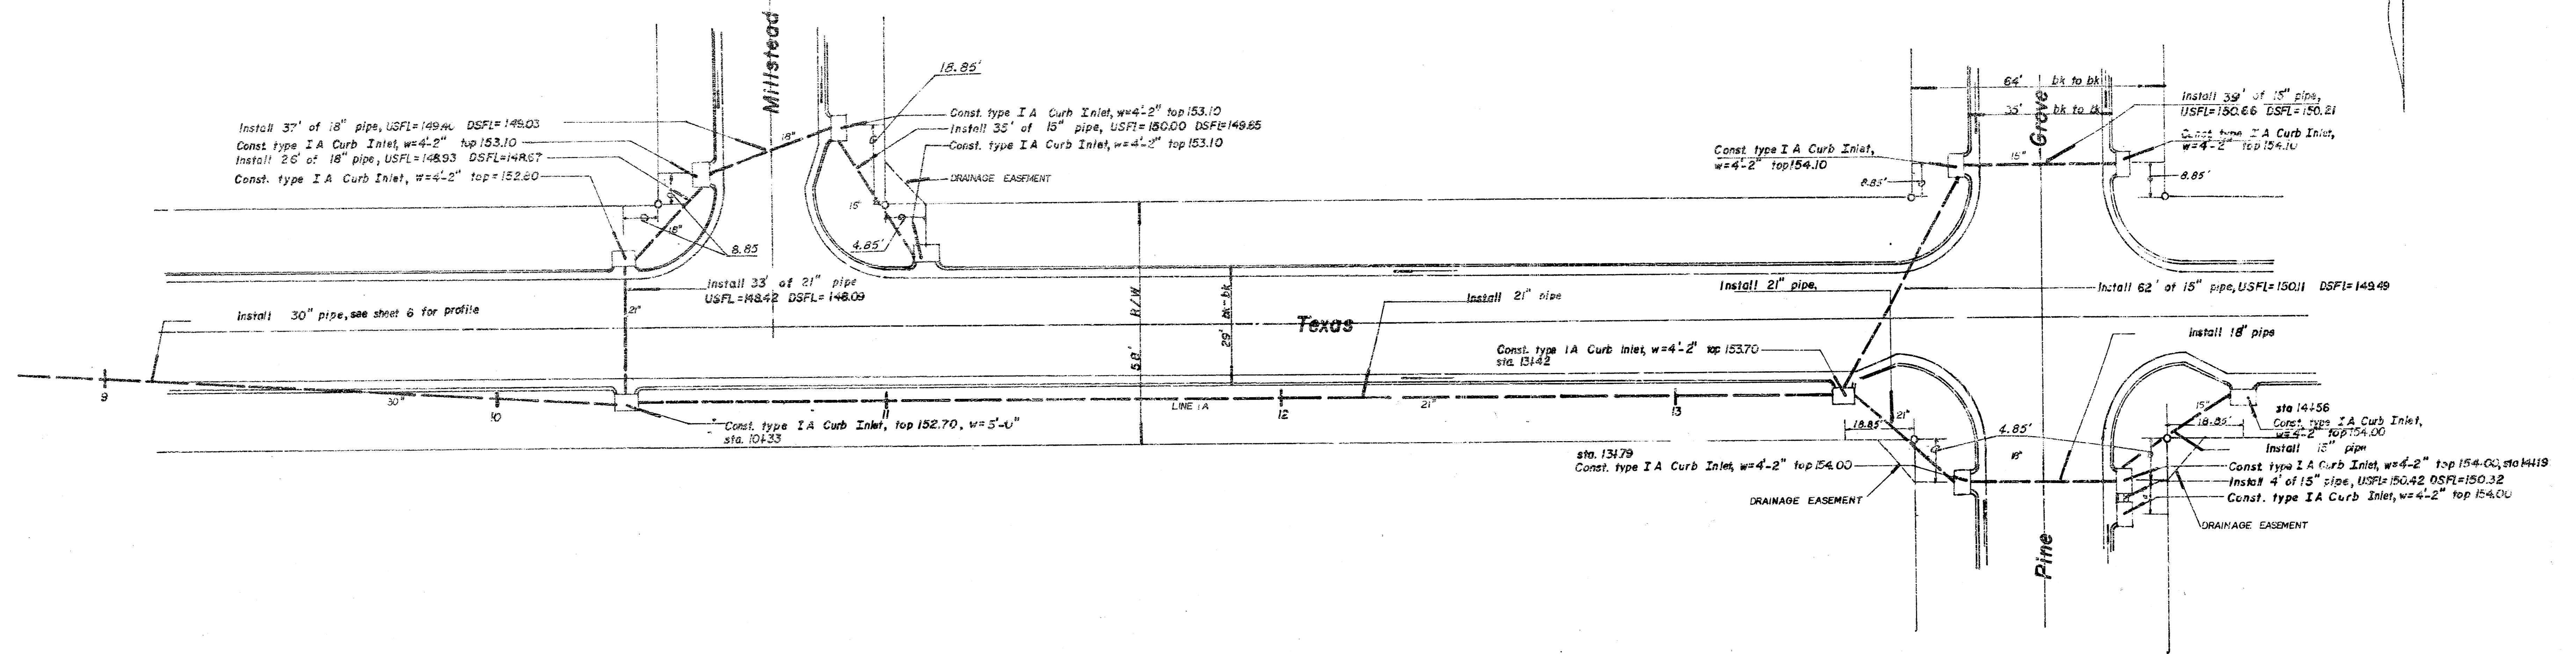 Millstead
18.85'
Install 37' of 18" pipe, USFL=149.40 DSFL=149.03
Const type I A Curb Inlet, w=4'-2" top 153.10
Install 26' of 18" pipe, USFL=148.93 DSFL=148.67
Const. type I A Curb Inlet, w=4'-2" top=152.80
18"
Const. type I A Curb Inlet, w=4'-2" top 153.10
Install 35' of 15" pipe, USFL=150.00 DSFL=149.85
Const. type I A Curb Inlet, w=4'-2" top 153.10
DRAINAGE EASEMENT
15"
18"
8.85
4.85'
9
64' bk to bk
35' bk to bk
Grove
Install 39' of 15" pipe,
USFL=150.66 DSFL=150.21
Const. type I A Curb Inlet,
w=4'-2" top 154.10
Const type I A Curb Inlet,
w=4'-2" top 154.10
15"
8.85'
8.85'
Install 33' of 21" pipe
USFL=148.42 DSFL=148.09
21"
Install 30" pipe, see sheet 6 for profile
58' R/W
29' bk-bk
Texas
Install 21" pipe
Install 21" pipe,
Install 62' of 15" pipe, USFL=150.11 DSFL=149.49
Install 18" pipe
Const. type I A Curb Inlet, w=4'-2" top 153.70
sta. 13+42
9
30"
10
11
LINE 1A
12
21"
13
Const. type I A Curb Inlet, top 152.70, w=5'-0"
sta. 10+33
21"
18.85'
4.85'
18"
15"
18.85'
sta 14+56
Const. type I A Curb Inlet,
w=4'-2" top 154.00
Install 15" pipe
sta. 13+79
Const. type I A Curb Inlet, w=4'-2" top 154.00
DRAINAGE EASEMENT
Const type I A Curb Inlet, w=4'-2" top 154.00, sta 14+19
Install 4' of 15" pipe, USFL=150.42 DSFL=150.32
Const. type I A Curb Inlet, w=4'-2" top 154.00
DRAINAGE EASEMENT
Pine